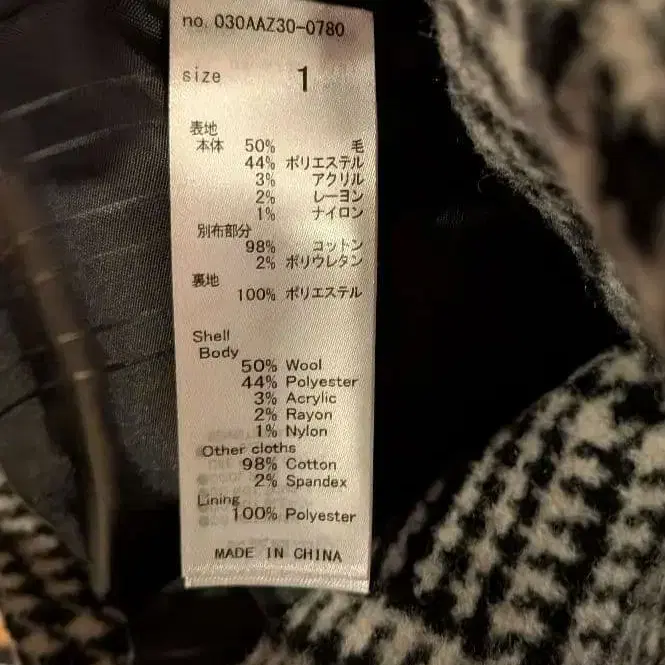 no. 030AAZ30-0780
size 1
表地
本体 50% 毛
44% ポリエステル
3% アクリル
2% レーヨン
1% ナイロン
別布部分
98% コットン
2% ポリウレタン
裏地
100% ポリエステル
Shell
Body
50% Wool
44% Polyester
3% Acrylic
2% Rayon
1% Nylon
Other cloths
98% Cotton
2% Spandex
Lining
100% Polyester
MADE IN CHINA